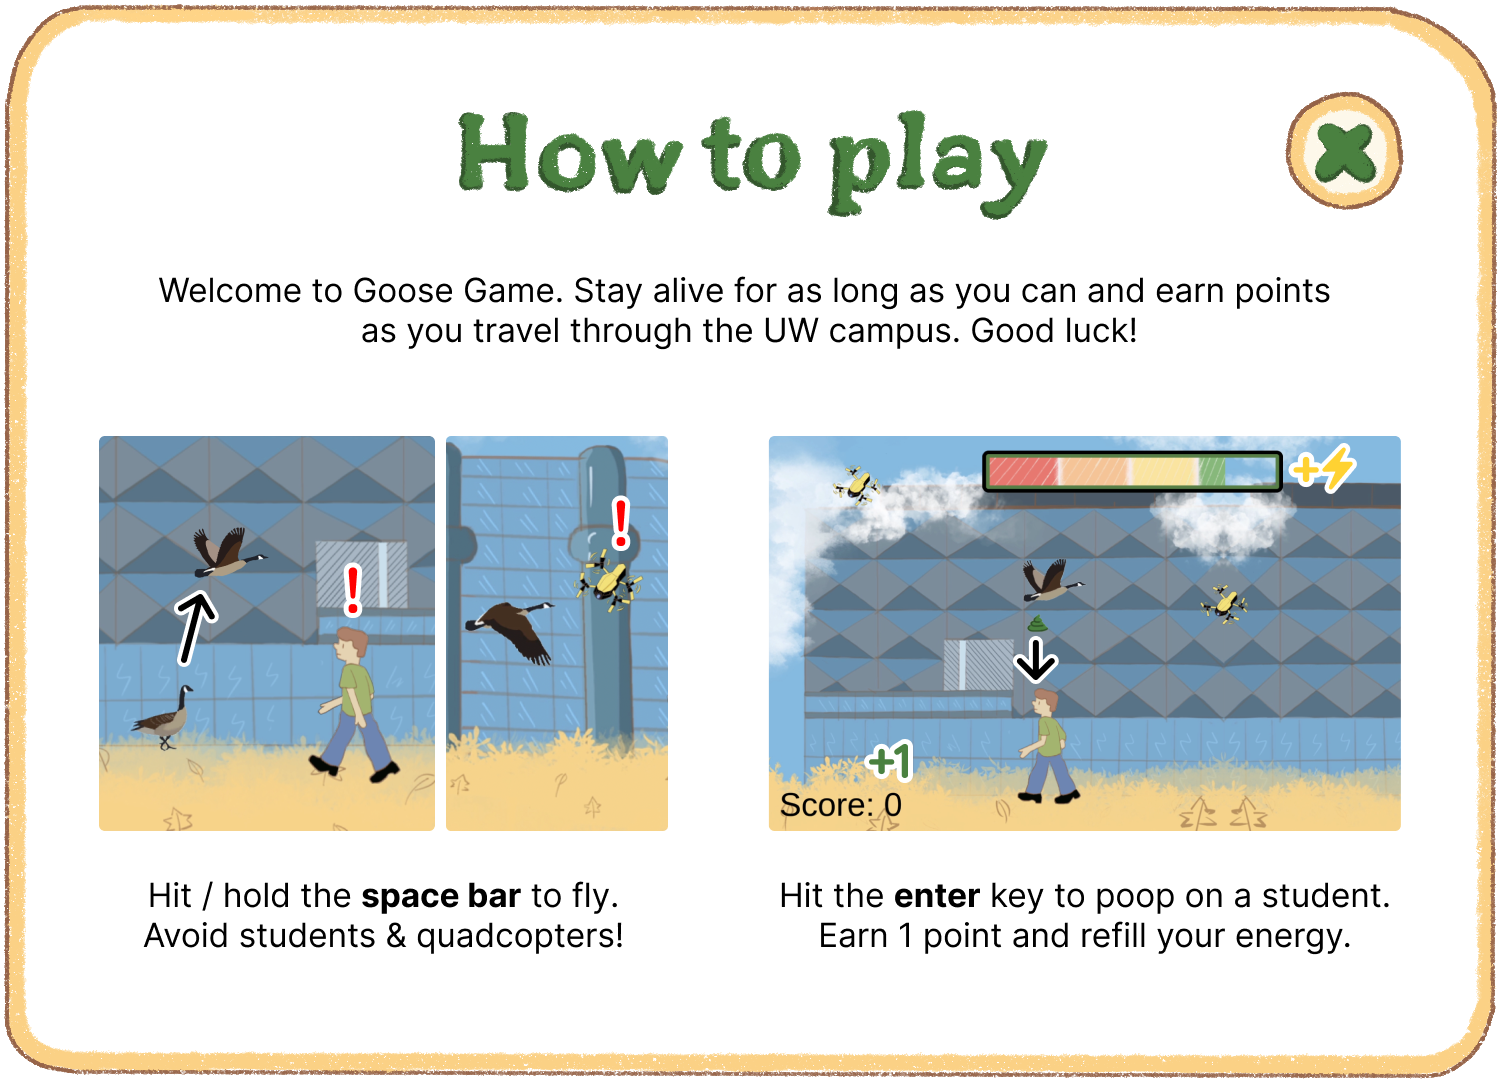 How to play
Welcome to Goose Game. Stay alive for as long as you can and earn points
as you travel through the UW campus. Good luck!
!
!
+
+1
Score: 0
Hit / hold the space bar to fly.
Avoid students & quadcopters!
Hit the enter key to poop on a student.
Earn 1 point and refill your energy.